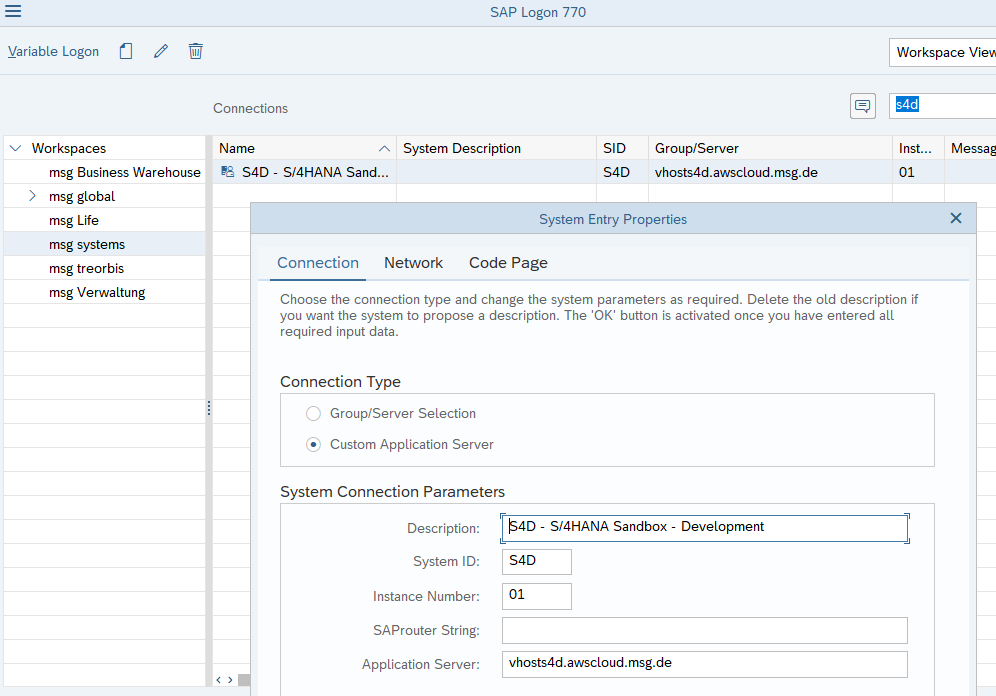 SAP Logon 770
Variable Logon
Workspace View
Connections
s4d
Workspaces
msg Business Warehouse
msg global
msg Life
msg systems
msg treorbis
msg Verwaltung
Name System Description SID Group/Server Inst... Messag
S4D - S/4HANA Sand... S4D vhosts4d.awscloud.msg.de 01
System Entry Properties
Connection Network Code Page
Choose the connection type and change the system parameters as required. Delete the old description if
you want the system to propose a description. The 'OK' button is activated once you have entered all
required input data.
Connection Type
Group/Server Selection
Custom Application Server
System Connection Parameters
Description: S4D - S/4HANA Sandbox - Development
System ID: S4D
Instance Number: 01
SAProuter String:
Application Server: vhosts4d.awscloud.msg.de